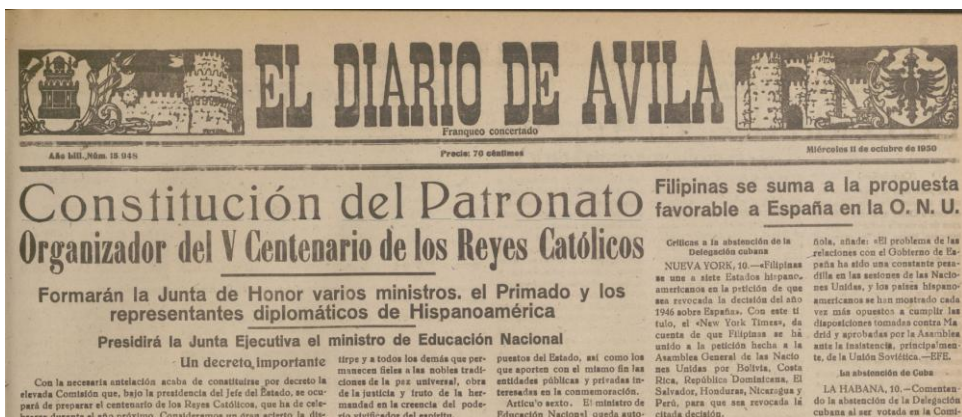 EL DIARIO DE AVILA
Franqueo concertado
Año LIII. Núm. 15.948
Precio: 70 céntimos
Miércoles 11 de octubre de 1950
Constitución del Patronato
Organizador del V Centenario de los Reyes Católicos
Formarán la Junta de Honor varios ministros. el Primado y los
representantes diplomáticos de Hispanoamérica
Presidirá la Junta Ejecutiva el ministro de Educación Nacional
Un decreto importante
Con la necesaria antelación acaba de constituirse por decreto la
elevada Comisión que, bajo la presidencia del Jefe del Estado, se ocu-
pará de preparar el centenario de los Reyes Católicos, que ha de cele-
tirpe y a todos los demás que per-
manecen fieles a las nobles tradi-
ciones de la paz universal, obra
de la justicia y fruto de la her-
mandad en la creencia del pode-
puestos del Estado, así como los
que aporten con el mismo fin las
entidades públicas y privadas in-
teresadas en la conmemoración.
Artícu'o sexto. El ministro de
Educación Nacional queda auto-
Filipinas se suma a la propuesta
favorable a España en la O. N. U.
Críticas a la abstención de la
Delegación cubana
NUEVA YORK, 10.—«Filipinas
se une a siete Estados hispano-
americanos en la petición de que
sea revocada la decisión del año
1946 sobre España». Con este tí
tulo, el «New York Times», da
cuenta de que Filipinas se há
unido a la petición hecha a la
Asamblea General de las Nacio
nes Unidas por Bolivia, Costa
Rica, República Dominicana, El
Salvador, Honduras, Nicaragua y
Perú, para que sea revocada la
citada decisión.
ñola, añade: «El problema de las
relaciones con el Gobierno de Es-
paña ha sido una constante pesa-
dilla en las sesiones de las Nacio-
nes Unidas, y los países hispano-
americanos se han mostrado cada
vez más opuestos a cumplir las
disposiciones tomadas contra Ma
drid y aprobadas por la Asamblea
ante la insistencia, principalmen-
te, de la Unión Soviética.—EFE.
La abstención de Cuba
LA HABANA, 10.—Comentan-
do la abstención de la Delegación
cubana al ser votada en la Comi